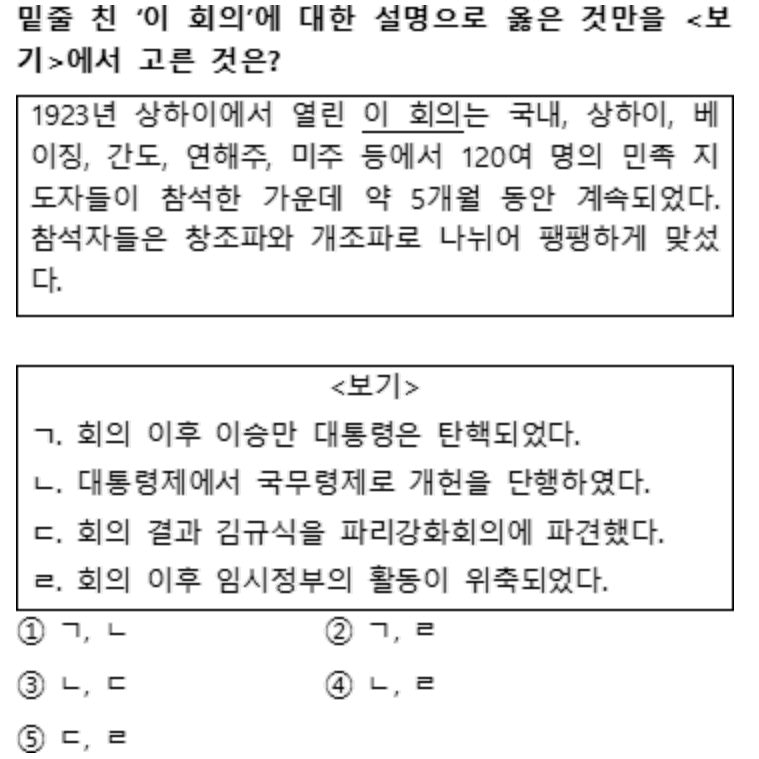 밑줄 친 ‘이 회의’에 대한 설명으로 옳은 것만을 <보
기>에서 고른 것은?
1923년 상하이에서 열린 이 회의는 국내, 상하이, 베
이징, 간도, 연해주, 미주 등에서 120여 명의 민족 지
도자들이 참석한 가운데 약 5개월 동안 계속되었다.
참석자들은 창조파와 개조파로 나뉘어 팽팽하게 맞섰
다.
<보기>
ㄱ. 회의 이후 이승만 대통령은 탄핵되었다.
ㄴ. 대통령제에서 국무령제로 개헌을 단행하였다.
ㄷ. 회의 결과 김규식을 파리강화회의에 파견했다.
ㄹ. 회의 이후 임시정부의 활동이 위축되었다.
① ㄱ, ㄴ ② ㄱ, ㄹ
③ ㄴ, ㄷ ④ ㄴ, ㄹ
⑤ ㄷ, ㄹ